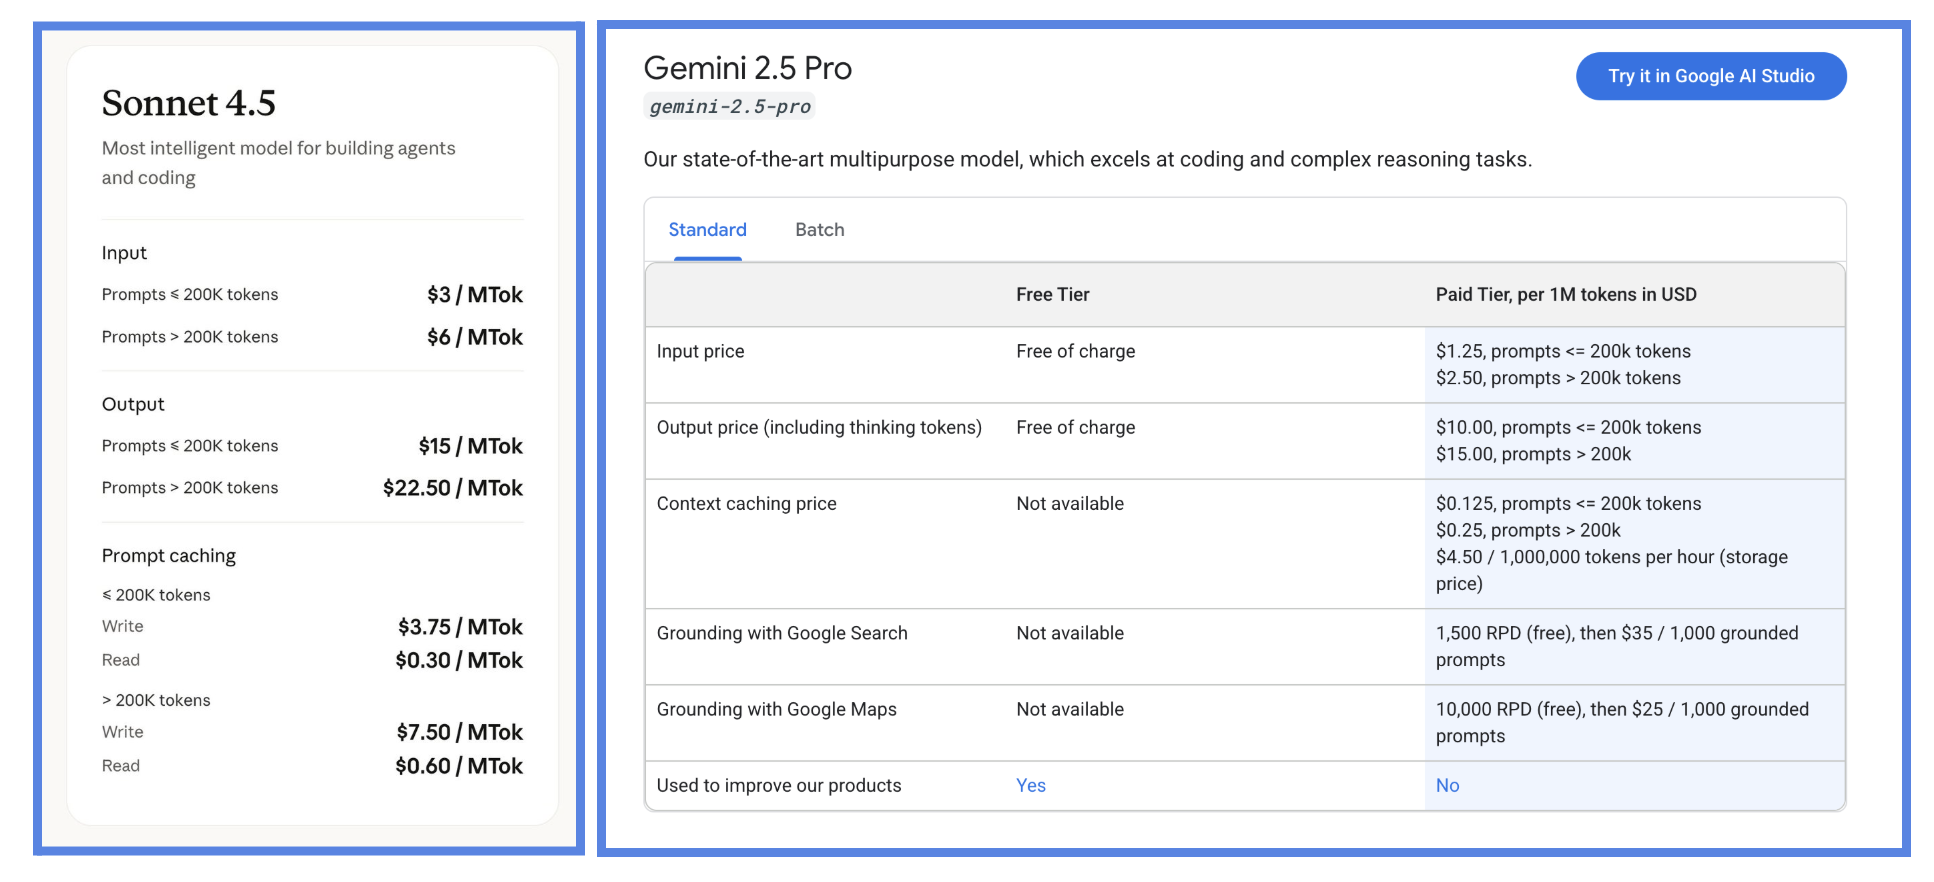 Sonnet 4.5
Most intelligent model for building agents
and coding
Input
Prompts ≤ 200K tokens $3 / MTok
Prompts > 200K tokens $6 / MTok
Output
Prompts ≤ 200K tokens $15 / MTok
Prompts > 200K tokens $22.50 / MTok
Prompt caching
≤ 200K tokens
Write $3.75 / MTok
Read $0.30 / MTok
> 200K tokens
Write $7.50 / MTok
Read $0.60 / MTok
Gemini 2.5 Pro
Try it in Google AI Studio
gemini-2.5-pro
Our state-of-the-art multipurpose model, which excels at coding and complex reasoning tasks.
Standard Batch
Free Tier Paid Tier, per 1M tokens in USD
Input price Free of charge $1.25, prompts <= 200k tokens
$2.50, prompts > 200k tokens
Output price (including thinking tokens) Free of charge $10.00, prompts <= 200k tokens
$15.00, prompts > 200k
Context caching price Not available $0.125, prompts <= 200k tokens
$0.25, prompts > 200k
$4.50 / 1,000,000 tokens per hour (storage
price)
Grounding with Google Search Not available 1,500 RPD (free), then $35 / 1,000 grounded
prompts
Grounding with Google Maps Not available 10,000 RPD (free), then $25 / 1,000 grounded
prompts
Used to improve our products Yes No